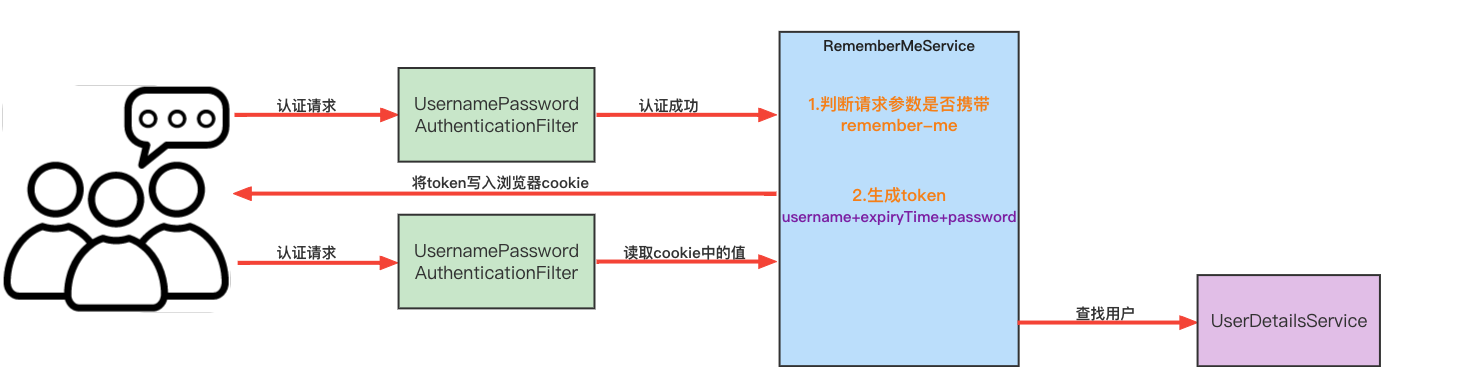 RememberMeService
认证请求
UsernamePassword
AuthenticationFilter
认证成功
1.判断请求参数是否携带
remember-me
将token写入浏览器cookie
2.生成token
username+expiryTime+password
认证请求
UsernamePassword
AuthenticationFilter
读取cookie中的值
查找用户
UserDetailsService